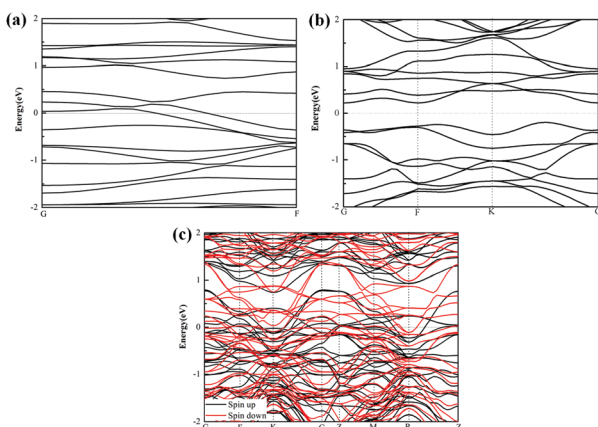 (a)
Energy(eV)
2
1
0
-1
-2
G
F
(b)
Energy(eV)
2
1
0
-1
-2
G
F
K
(c)
Energy(eV)
2
1
0
-1
-2
Spin up
Spin down
G
Z
M
Z